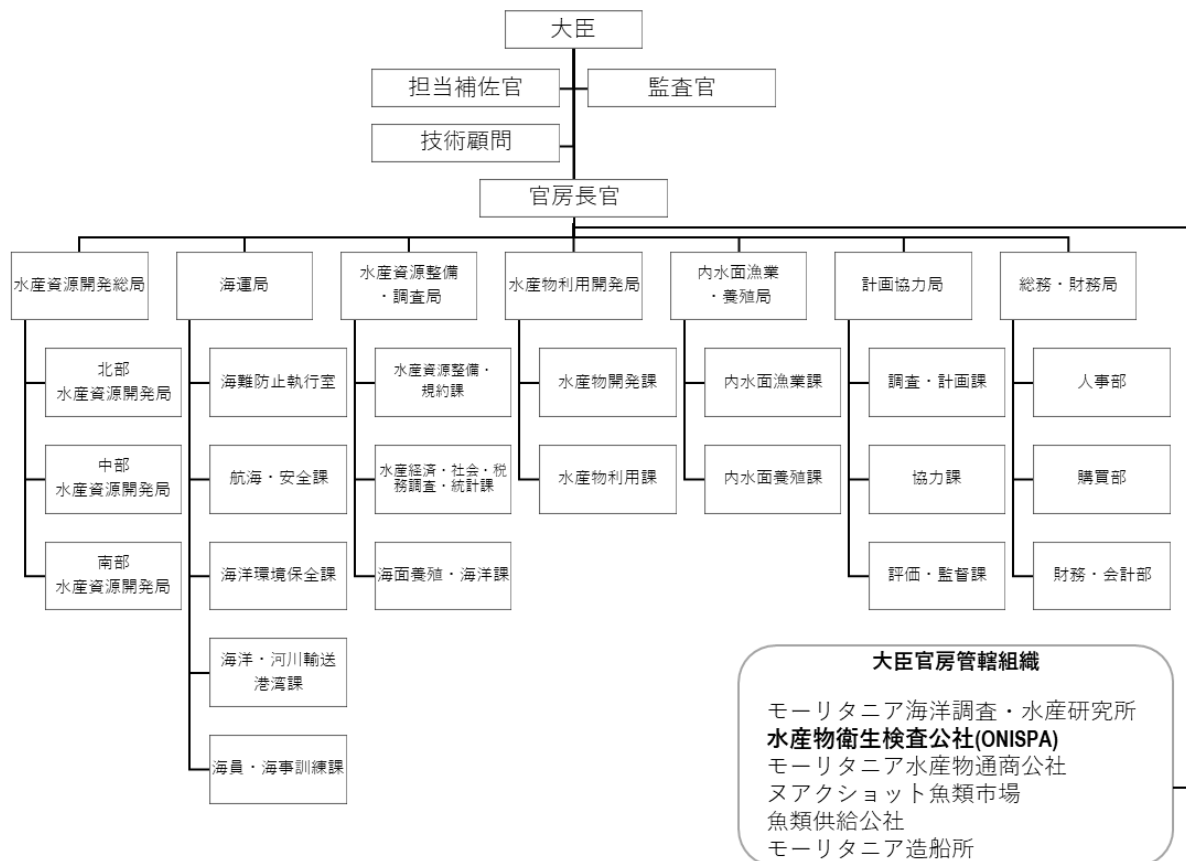 大臣
担当補佐官
監査官
技術顧問
官房長官
水産資源開発総局
海運局
水産資源整備
・調査局
水産物利用開発局
内水面漁業
・養殖局
計画協力局
総務・財務局
北部
水産資源開発局
海難防止執行室
水産資源整備・
規約課
水産物開発課
内水面漁業課
調査・計画課
人事部
中部
水産資源開発局
航海・安全課
水産経済・社会・税
務調査・統計課
水産物利用課
内水面養殖課
協力課
購買部
南部
水産資源開発局
海洋環境保全課
海面養殖・海洋課
評価・監督課
財務・会計部
海洋・河川輸送
港湾課
海員・海事訓練課
大臣官房管轄組織
モーリタニア海洋調査・水産研究所
水産物衛生検査公社(ONISPA)
モーリタニア水産物通商公社
ヌアクショット魚類市場
魚類供給公社
モーリタニア造船所